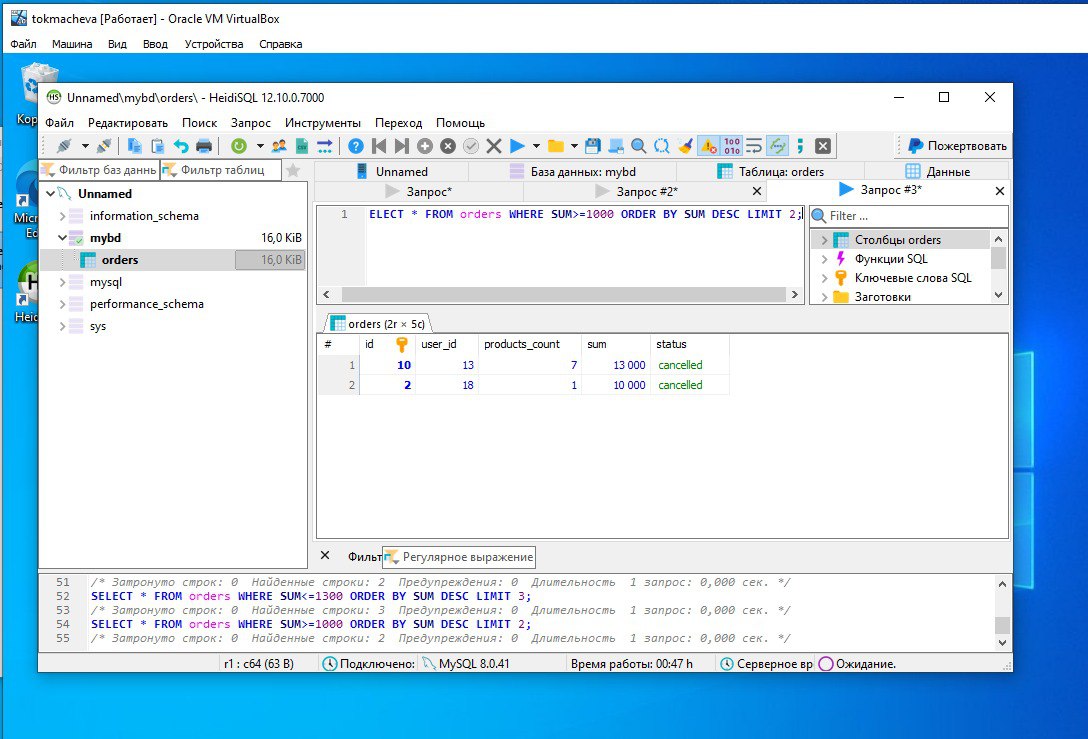 tokmacheva [Работает] - Oracle VM VirtualBox
Файл Машина Вид Ввод Устройства Справка
Unnamed\mybd\orders\ - HeidiSQL 12.10.0.7000
Файл Редактировать Поиск Запрос Инструменты Переход Помощь
Пожертвовать
Фильтр баз данны Фильтр таблиц
Unnamed База данных: mybd Таблица: orders Данные
Запрос* Запрос #2* Запрос #3*
Unnamed
information_schema
mybd 16,0 KiB
orders 16,0 KiB
mysql
performance_schema
sys
1 ELECT * FROM orders WHERE SUM>=1000 ORDER BY SUM DESC LIMIT 2;
Filter ...
Столбцы orders
Функции SQL
Ключевые слова SQL
Заготовки
orders (2r × 5c)
# id user_id products_count sum status
1 10 13 7 13 000 cancelled
2 2 18 1 10 000 cancelled
Фильт Регулярное выражение
51 /* Затронуто строк: 0 Найденные строки: 2 Предупреждения: 0 Длительность 1 запрос: 0,000 сек. */
52 SELECT * FROM orders WHERE SUM<=1300 ORDER BY SUM DESC LIMIT 3;
53 /* Затронуто строк: 0 Найденные строки: 3 Предупреждения: 0 Длительность 1 запрос: 0,000 сек. */
54 SELECT * FROM orders WHERE SUM>=1000 ORDER BY SUM DESC LIMIT 2;
55 /* Затронуто строк: 0 Найденные строки: 2 Предупреждения: 0 Длительность 1 запрос: 0,000 сек. */
r1 : c64 (63 B) Подключено: MySQL 8.0.41 Время работы: 00:47 h Серверное вр Ожидание.